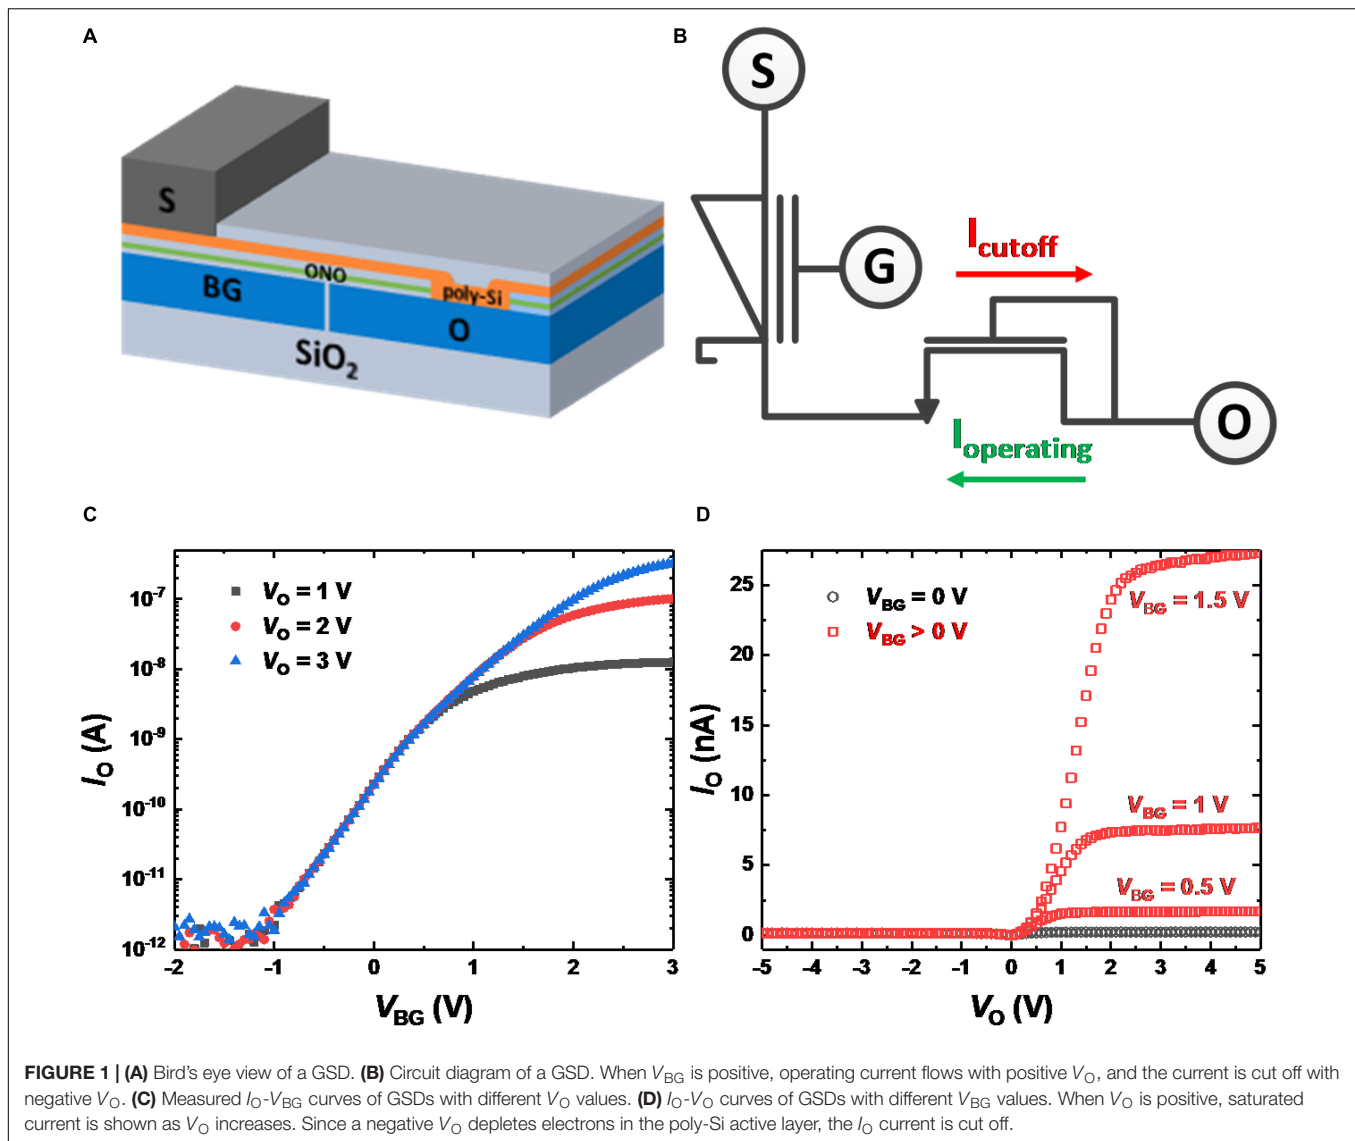 A
S
ONO
BG
poly-Si
O
SiO2
B
S
G
Icutoff
O
Ioperating
C
VO = 1 V
VO = 2 V
VO = 3 V
10-7
10-8
10-9
10-10
10-11
10-12
IO (A)
-2 -1 0 1 2 3
VBG (V)
D
VBG = 0 V
VBG > 0 V
VBG = 1.5 V
VBG = 1 V
VBG = 0.5 V
25
20
15
10
5
0
IO (nA)
-5 -4 -3 -2 -1 0 1 2 3 4 5
VO (V)
FIGURE 1 | (A) Bird's eye view of a GSD. (B) Circuit diagram of a GSD. When VBG is positive, operating current flows with positive VO, and the current is cut off with
negative VO. (C) Measured IO-VBG curves of GSDs with different VO values. (D) IO-VO curves of GSDs with different VBG values. When VO is positive, saturated
current is shown as VO increases. Since a negative VO depletes electrons in the poly-Si active layer, the IO current is cut off.